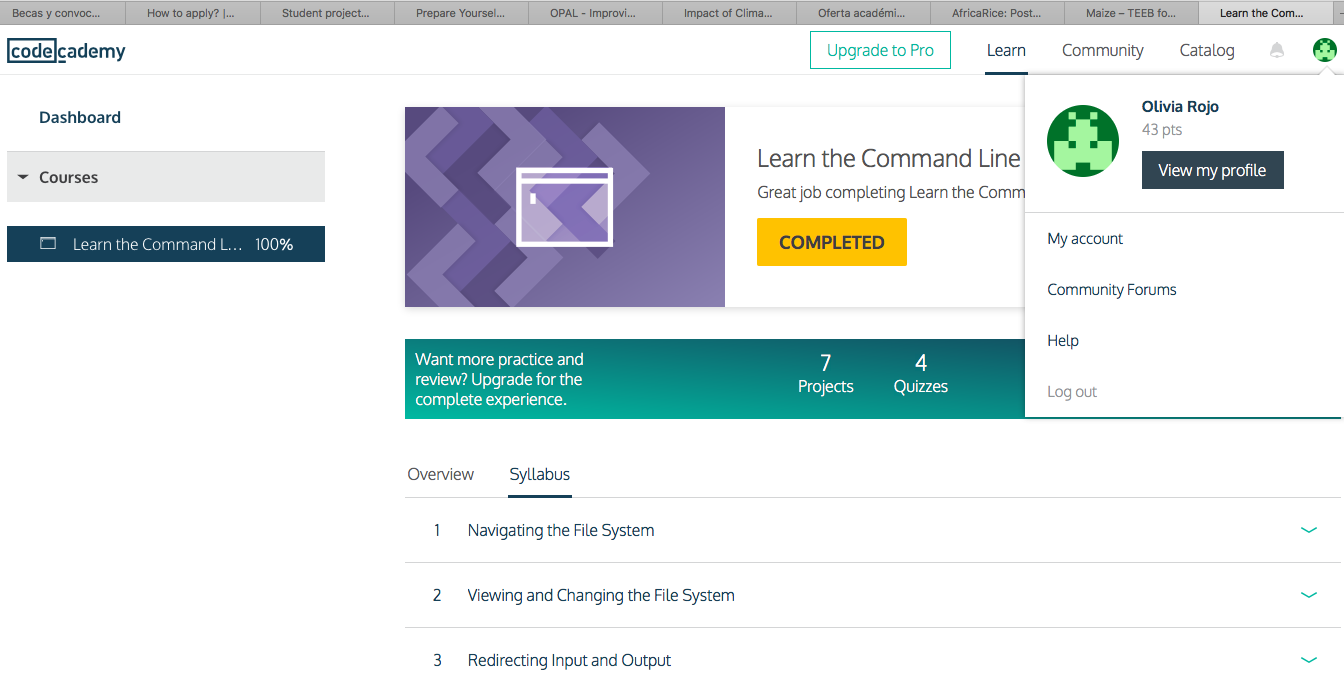 Becas y convoc...
How to apply? |...
Student project...
Prepare Yoursel...
OPAL - Improvi...
Impact of Clima...
Oferta académi...
AfricaRice: Post...
Maize – TEEB fo...
Learn the Com...
codecademy
Upgrade to Pro
Learn
Community
Catalog
Dashboard
Courses
Learn the Command L... 100%
Learn the Command Line
Great job completing Learn the Comm
COMPLETED
Olivia Rojo
43 pts
View my profile
My account
Community Forums
Help
Log out
Want more practice and
review? Upgrade for the
complete experience.
7
Projects
4
Quizzes
Overview
Syllabus
1 Navigating the File System
2 Viewing and Changing the File System
3 Redirecting Input and Output